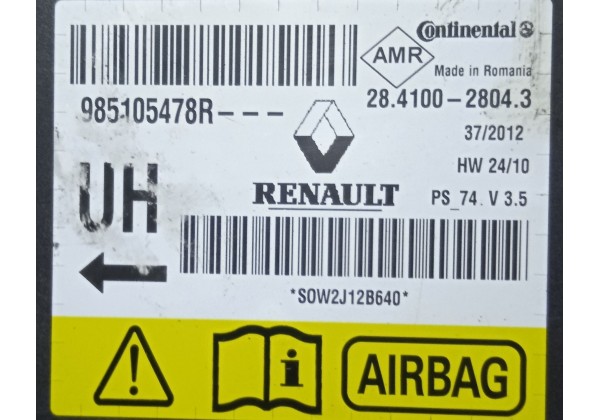 Continental
AMR
Made in Romania
985105478R---
28.4100-2804.3
37/2012
UH
HW 24/10
RENAULT
PS_74. V 3.5
*SOW2J12B640*
i
AIRBAG